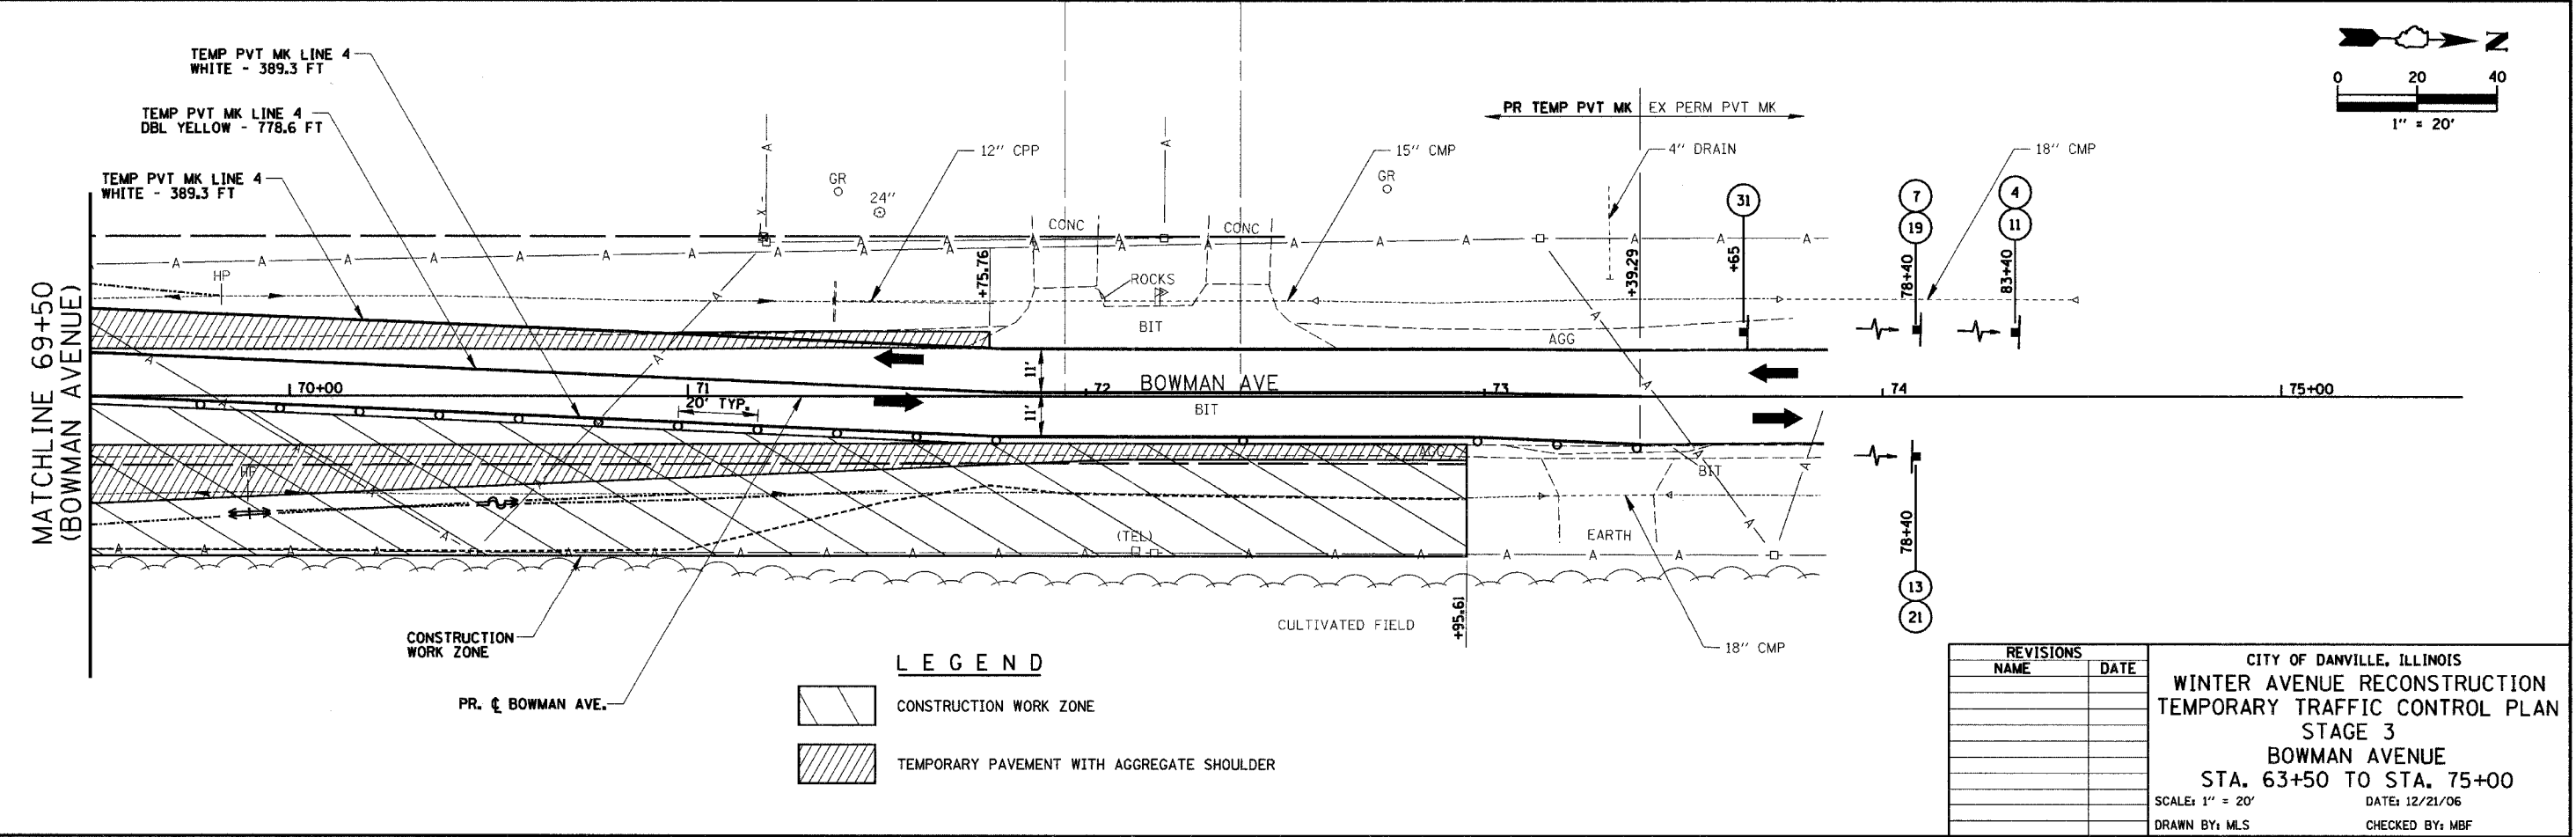 TEMP PVT MK LINE 4
WHITE - 389.3 FT
TEMP PVT MK LINE 4
DBL YELLOW - 778.6 FT
TEMP PVT MK LINE 4
WHITE - 389.3 FT
MATCHLINE 69+50
(BOWMAN AVENUE)
N
0 20 40
1" = 20'
PR TEMP PVT MK EX PERM PVT MK
12" CPP
15" CMP
4" DRAIN
18" CMP
GR
24"
GR
CONC
CONC
31
7
19
4
11
+75.76
+39.29
+65
78+40
83+40
HP
ROCKS
BIT
AGG
11'
11'
70+00
71
72
73
74
75+00
BOWMAN AVE
20' TYP.
BIT
HP
AGG
BIT
(TEL)
EARTH
78+40
13
21
+95.61
CULTIVATED FIELD
18" CMP
CONSTRUCTION
WORK ZONE
PR. ℄ BOWMAN AVE.
LEGEND
CONSTRUCTION WORK ZONE
TEMPORARY PAVEMENT WITH AGGREGATE SHOULDER
REVISIONS
NAME DATE
CITY OF DANVILLE, ILLINOIS
WINTER AVENUE RECONSTRUCTION
TEMPORARY TRAFFIC CONTROL PLAN
STAGE 3
BOWMAN AVENUE
STA. 63+50 TO STA. 75+00
SCALE: 1" = 20' DATE: 12/21/06
DRAWN BY: MLS CHECKED BY: MBF